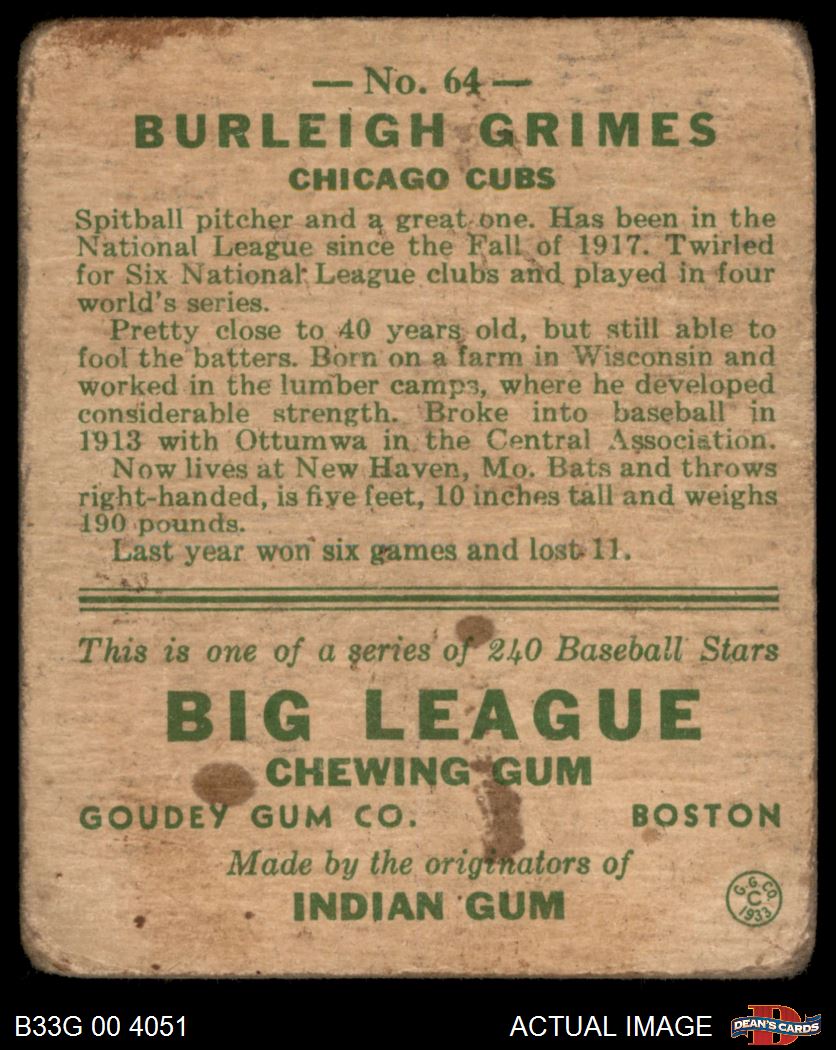 — No. 64 —
BURLEIGH GRIMES
CHICAGO CUBS
Spitball pitcher and a great one. Has been in the
National League since the Fall of 1917. Twirled
for Six National League clubs and played in four
world's series.
Pretty close to 40 years old, but still able to
fool the batters. Born on a farm in Wisconsin and
worked in the lumber camps, where he developed
considerable strength. Broke into baseball in
1913 with Ottumwa in the Central Association.
Now lives at New Haven, Mo. Bats and throws
right-handed, is five feet, 10 inches tall and weighs
190 pounds.
Last year won six games and lost 11.
This is one of a series of 240 Baseball Stars
BIG LEAGUE
CHEWING GUM
GOUDEY GUM CO. BOSTON
Made by the originators of
INDIAN GUM
G.G.CO.
C
1933
B33G 00 4051 ACTUAL IMAGE D DEAN'S CARDS